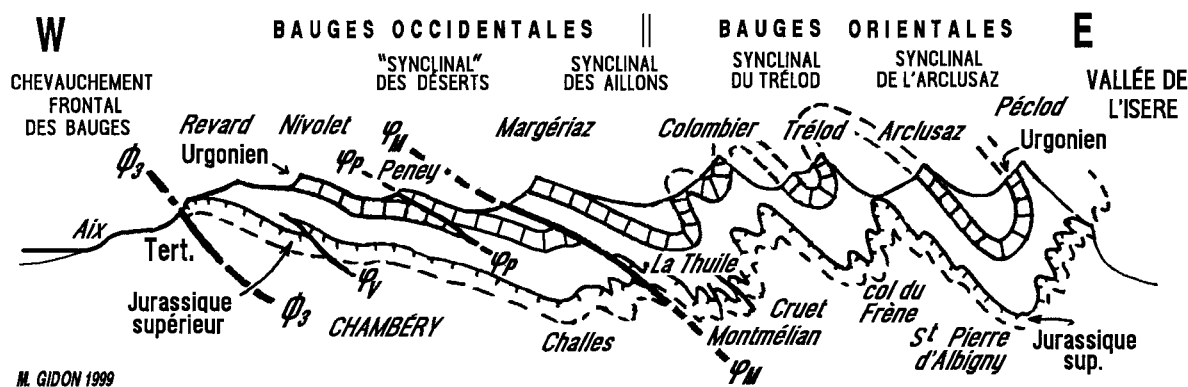 W
BAUGES OCCIDENTALES || BAUGES ORIENTALES
E
CHEVAUCHEMENT
FRONTAL
DES BAUGES
"SYNCLINAL"
DES DÉSERTS
SYNCLINAL
DES AILLONS
SYNCLINAL
DU TRÉLOD
SYNCLINAL
DE L'ARCLUSAZ
VALLÉE DE
L'ISERE
Revard
Nivolet
φM
Margériaz
Colombier
Trélod
Arclusaz
Péclod
Urgonien
Urgonien
ϕ3
φP
Peney
Aix
Tert.
Jurassique
supérieur
ϕ3
φV
φP
CHAMBÉRY
Challes
La Thuile
Montmélian
Cruet
col du
Frène
St Pierre
d'Albigny
Jurassique
sup.
φM
M. GIDON 1999